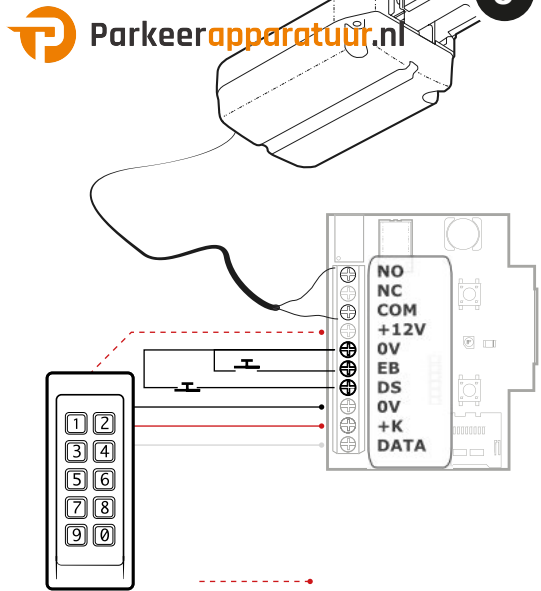 Parkeerapparatuur.nl
NO
NC
COM
+12V
0V
EB
DS
0V
+K
DATA
1 2
3 4
5 6
7 8
9 0